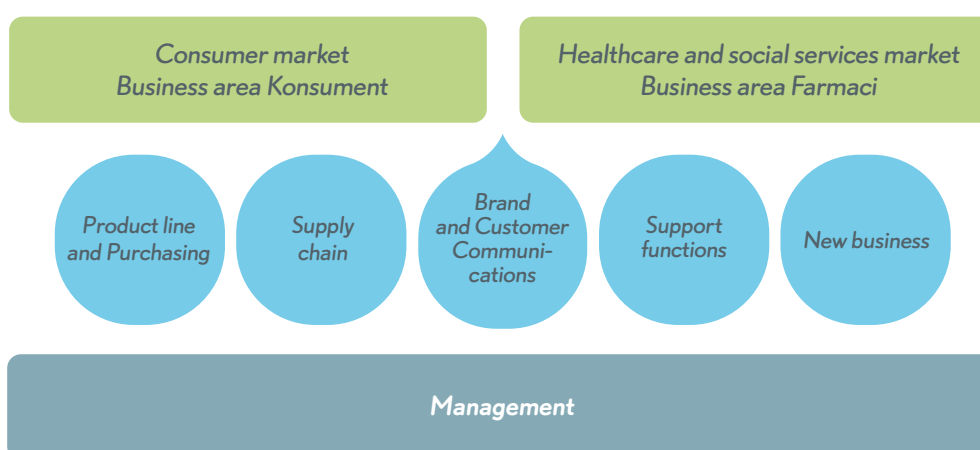 Consumer market
Business area Konsument
Healthcare and social services market
Business area Farmaci
Product line
and Purchasing
Supply
chain
Brand
and Customer
Communi-
cations
Support
functions
New business
Management